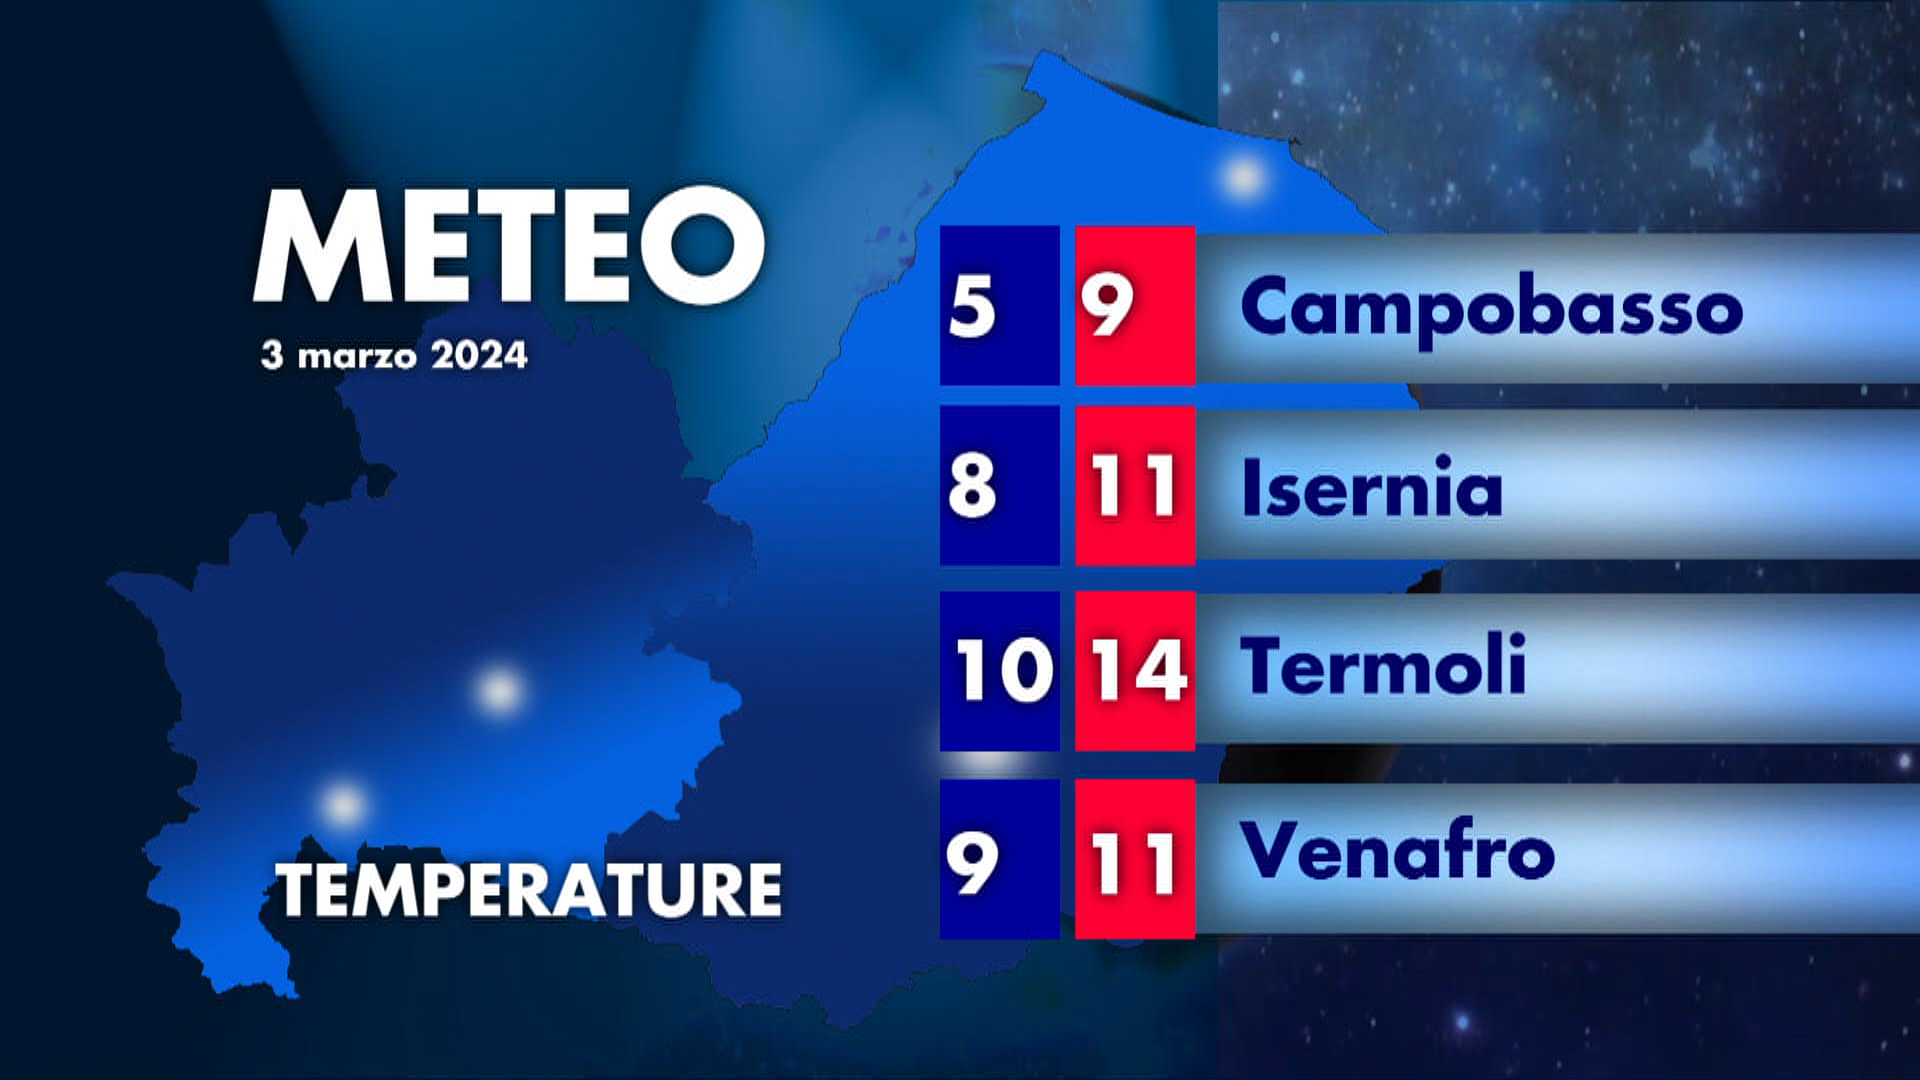 METEO
3 marzo 2024
5 9 Campobasso
8 11 Isernia
10 14 Termoli
9 11 Venafro
TEMPERATURE